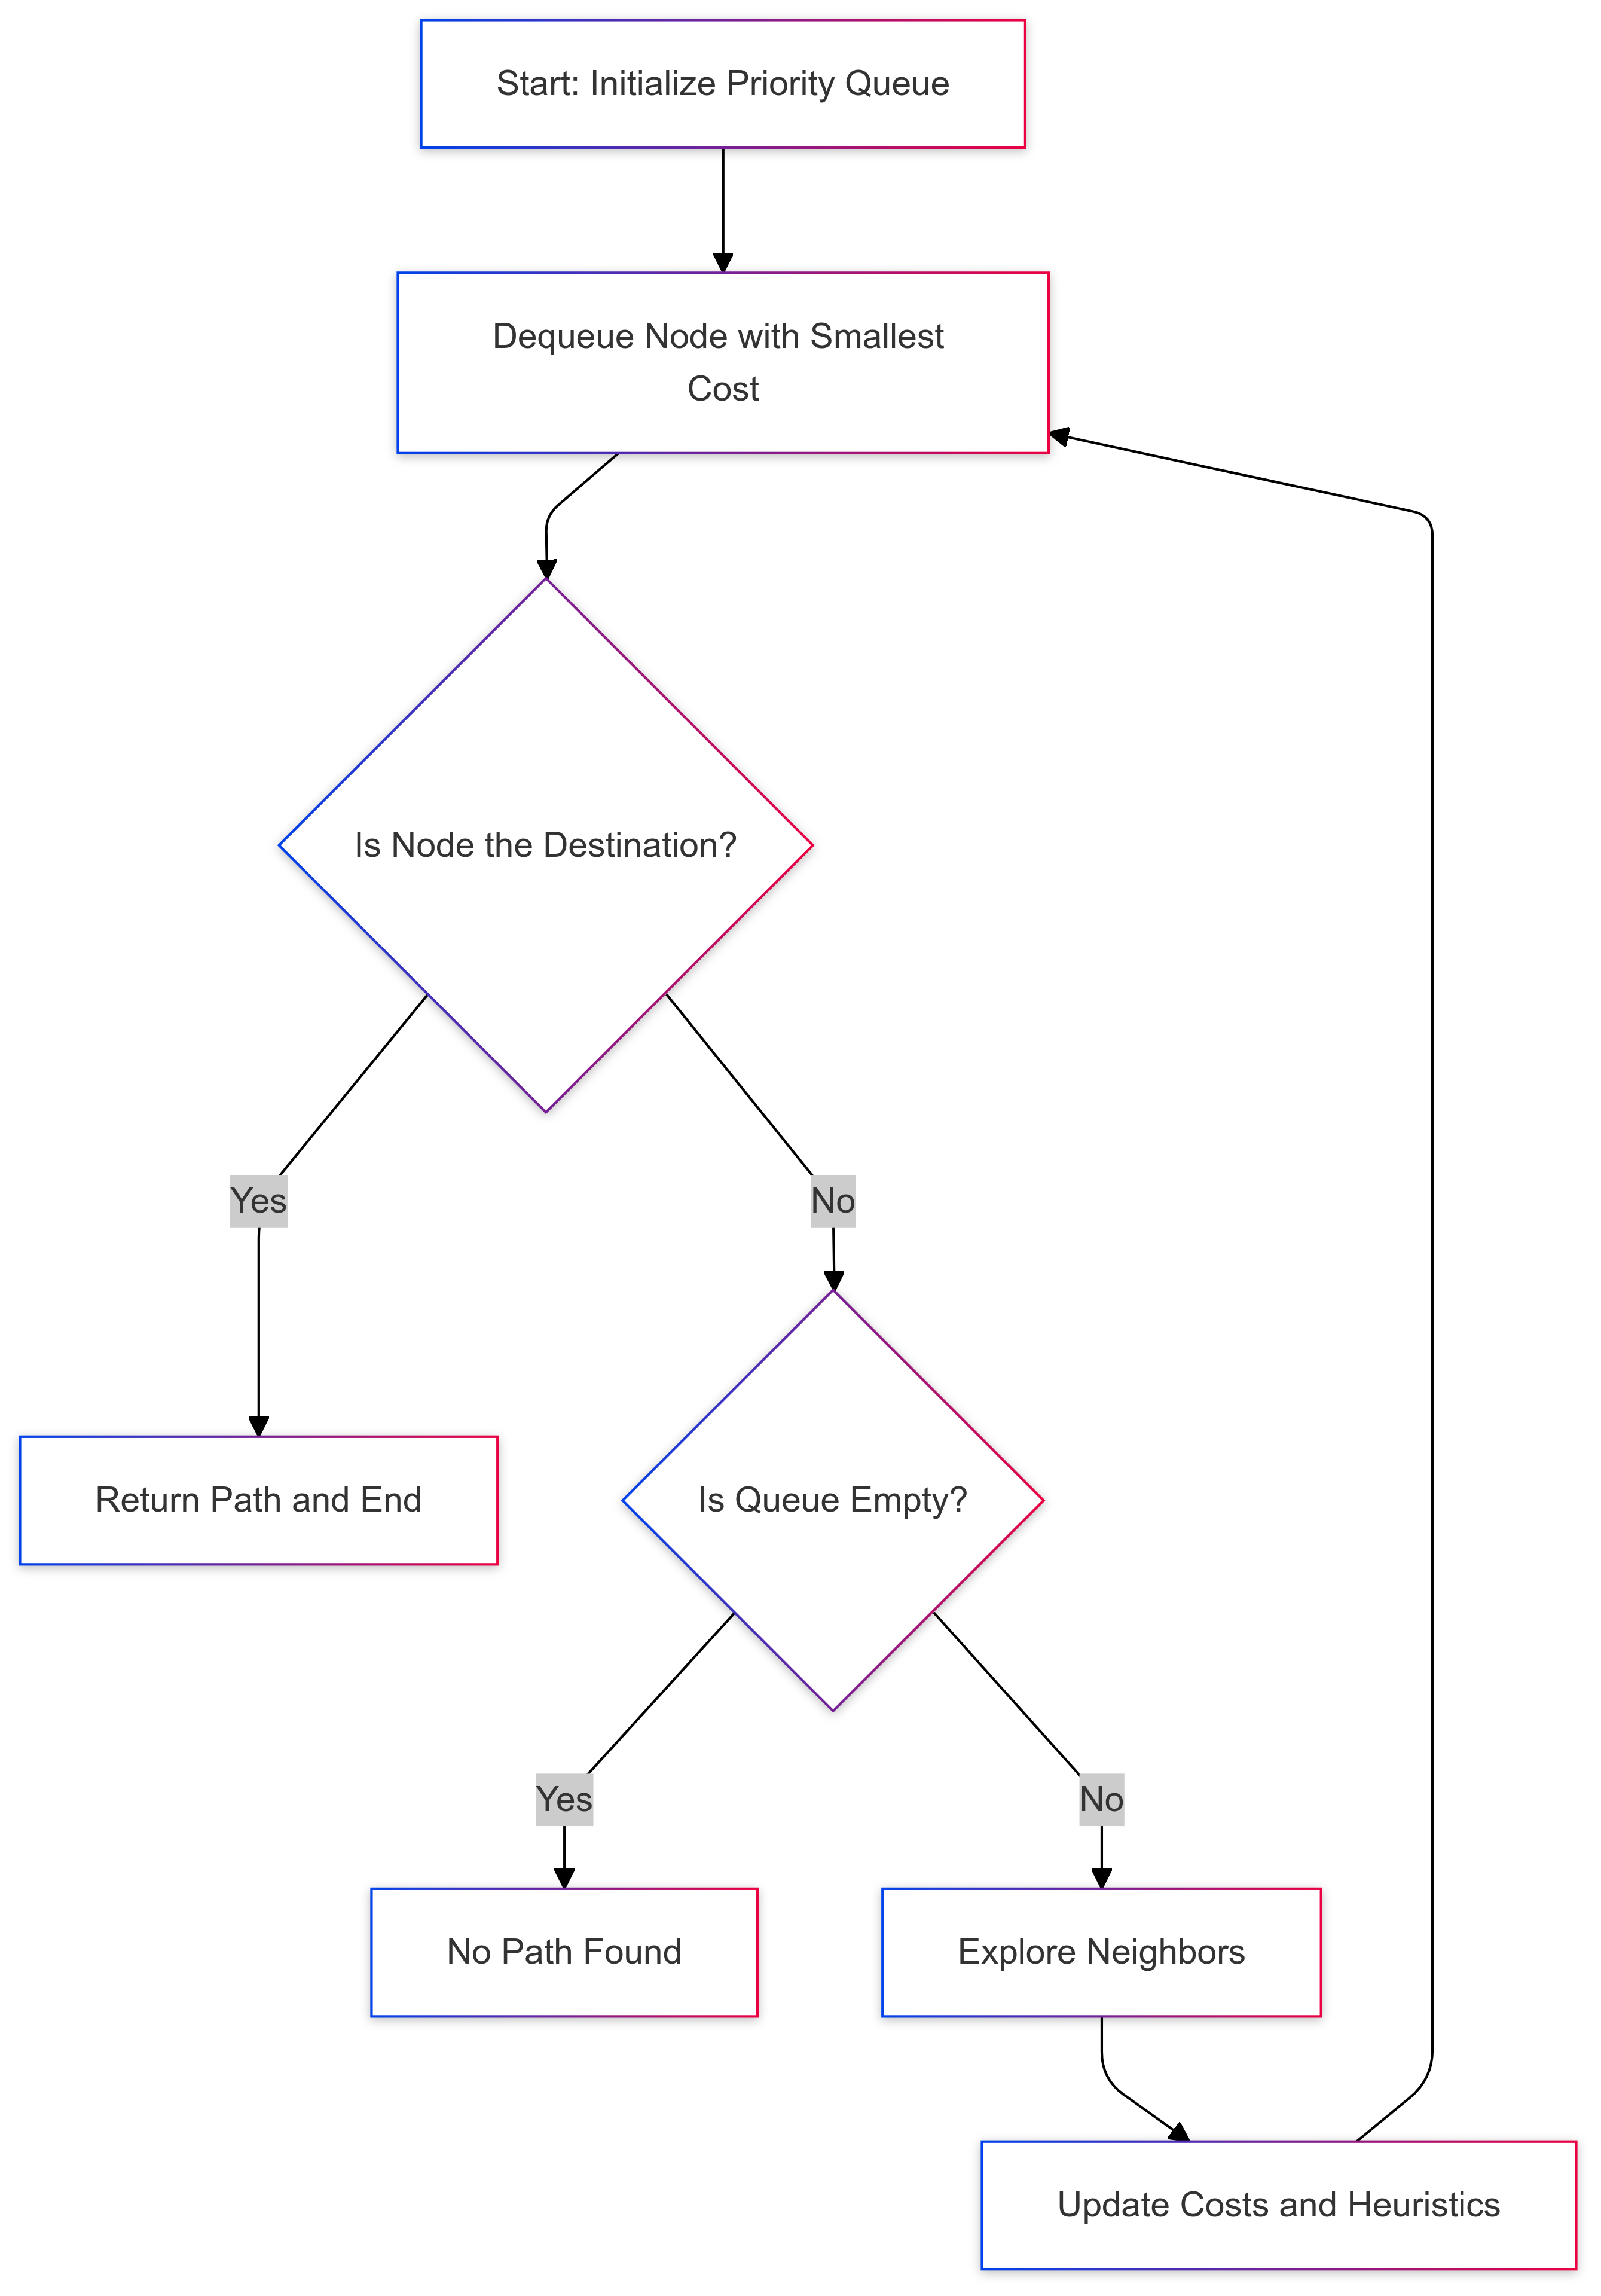 Start: Initialize Priority Queue
Dequeue Node with Smallest
Cost
Is Node the Destination?
Yes
No
Return Path and End
Is Queue Empty?
Yes
No
No Path Found
Explore Neighbors
Update Costs and Heuristics